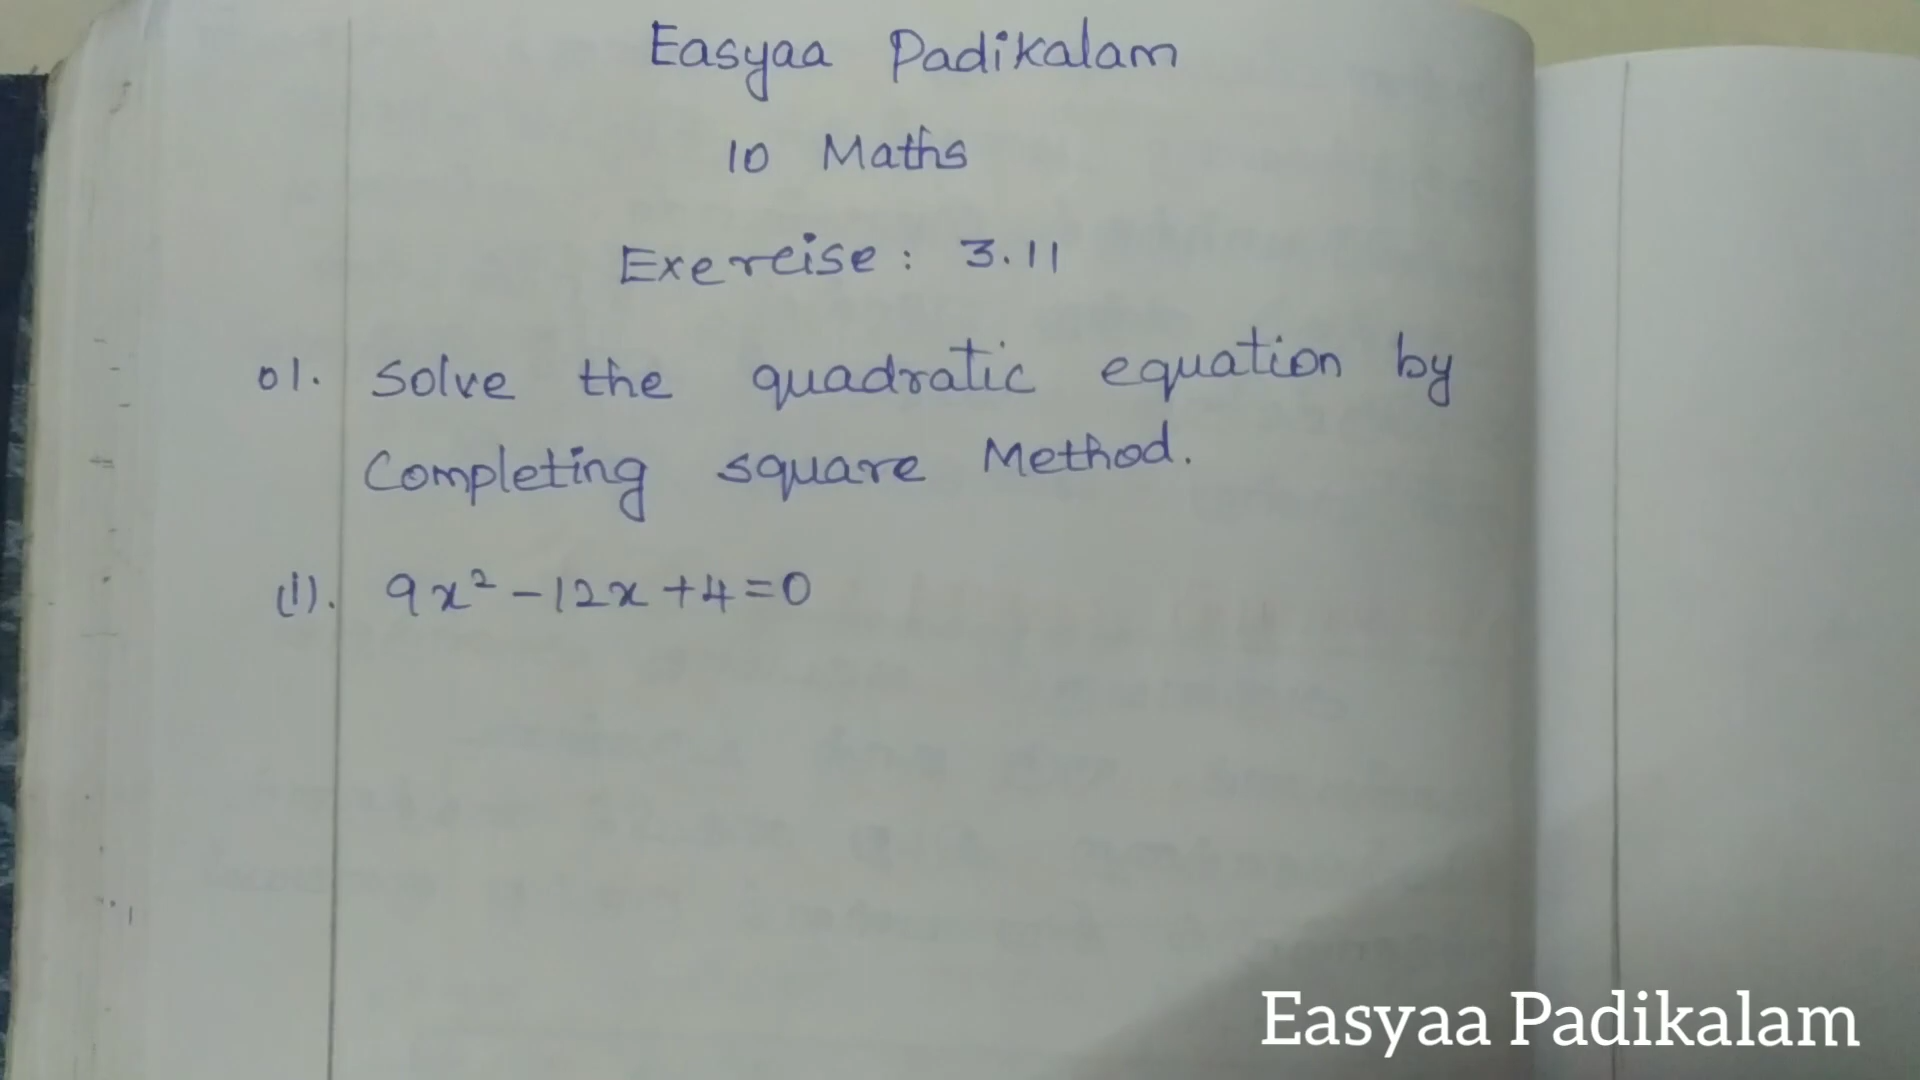 Easyaa Padikalam
10 Maths
Exercise: 3.11
01. Solve the quadratic equation by
Completing square Method.
(i). 9x² -12x +4=0
Easyaa Padikalam